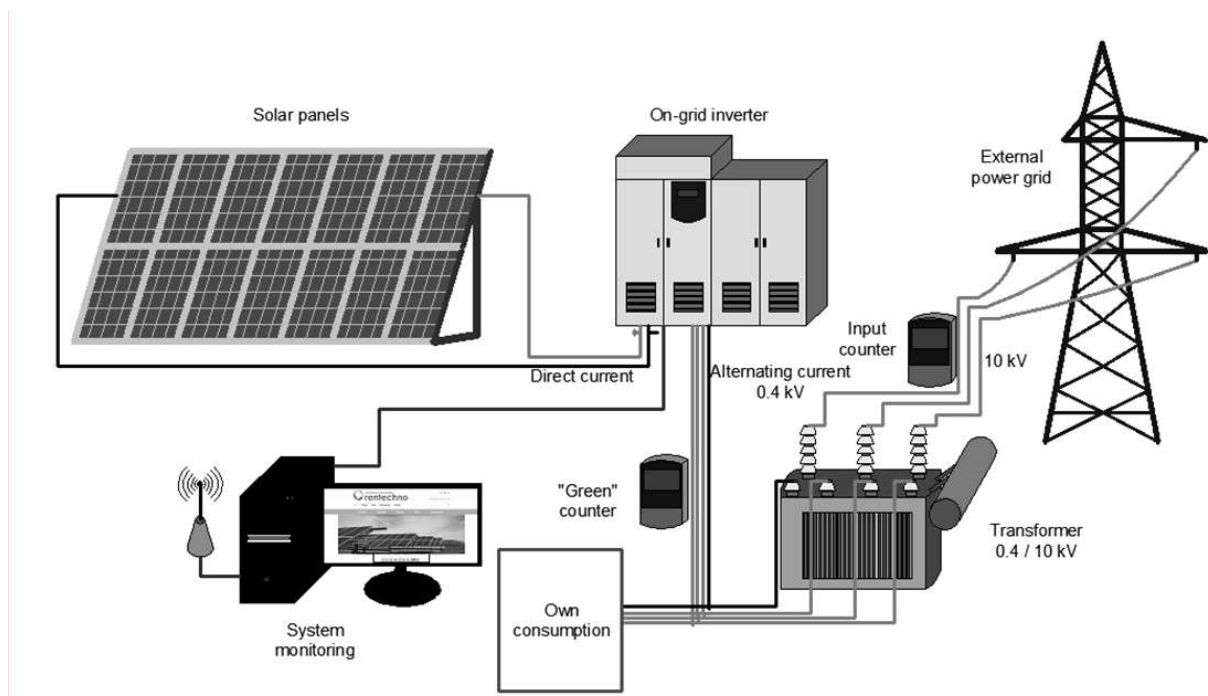 Solar panels
On-grid inverter
External
power grid
Input
counter
10 kV
Direct current
Alternating current
0.4 kV
rentechno
"Green"
counter
Transformer
0.4 / 10 kV
Own
consumption
System
monitoring